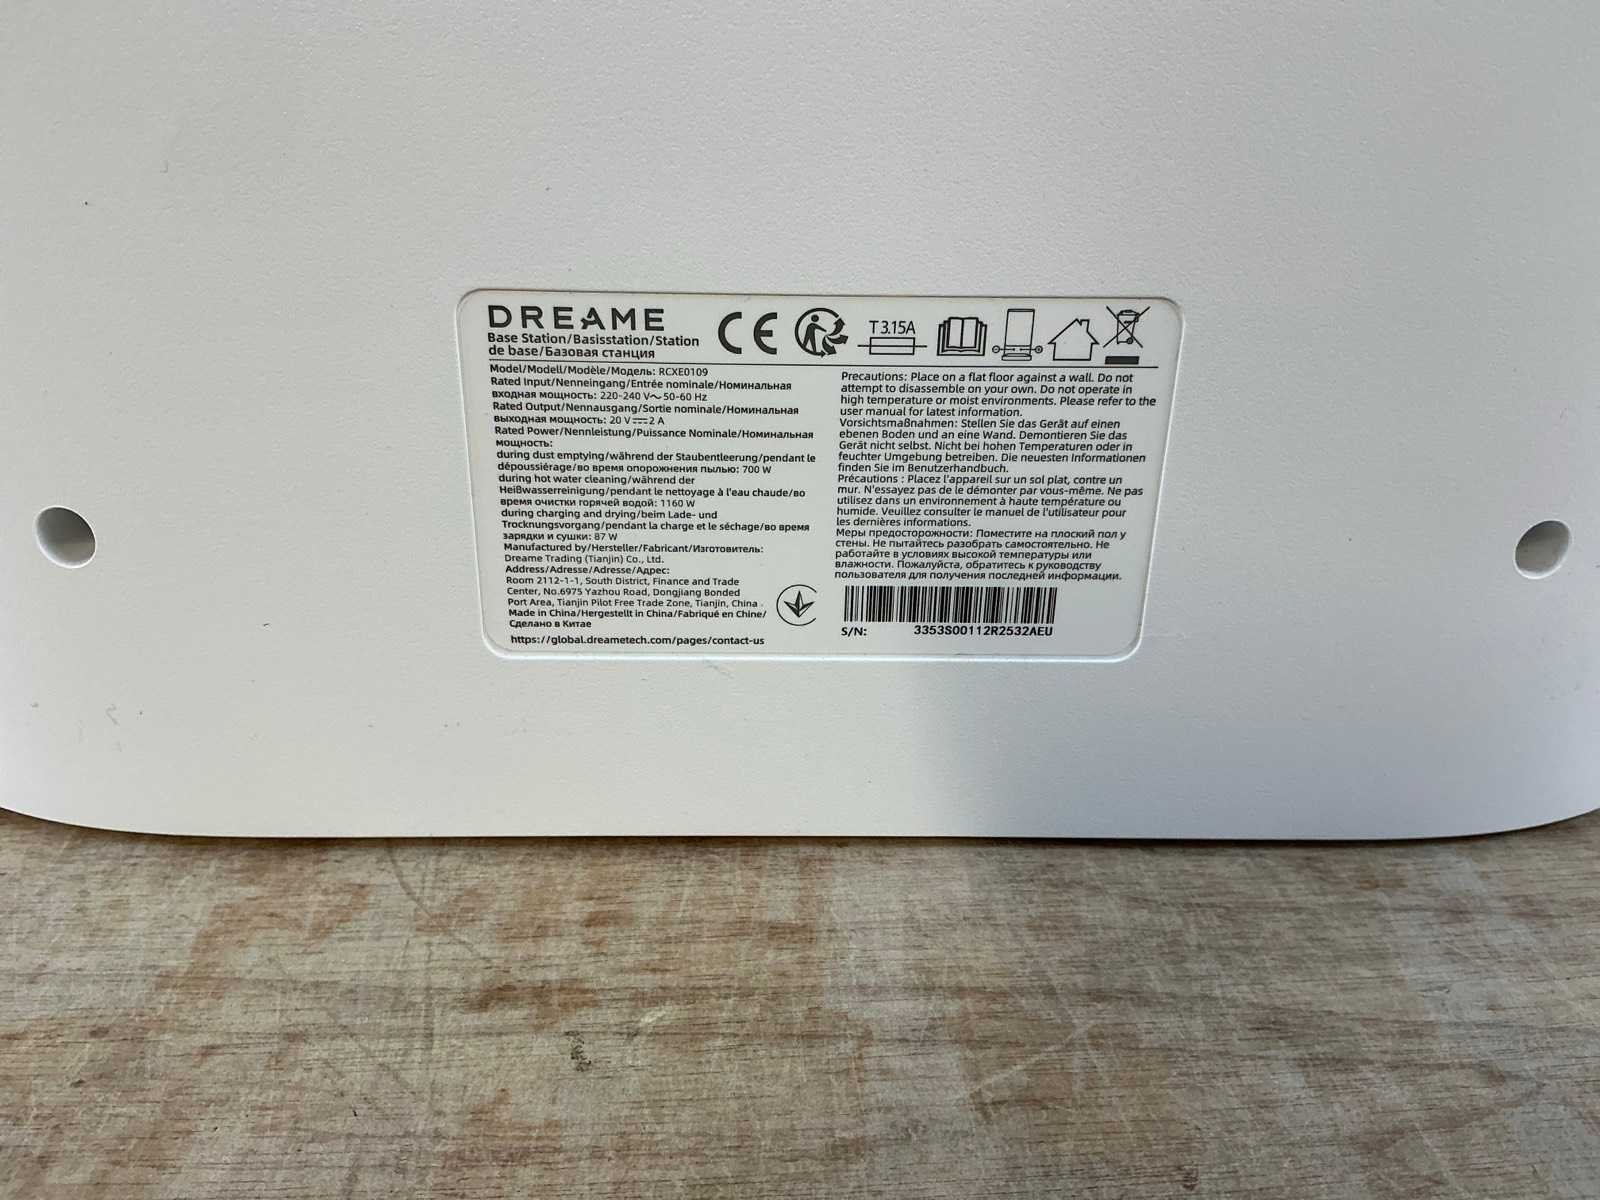 DREAME
Base Station/Basisstation/Station
de base/Базовая станция
T 3.15A
Model/Modell/Modèle/Модель: RCXE0109
Rated Input/Nenneingang/Entrée nominale/Номинальная
входная мощность: 220-240 V～ 50-60 Hz
Rated Output/Nennausgang/Sortie nominale/Номинальная
выходная мощность: 20 V⎓2 A
Rated Power/Nennleistung/Puissance Nominale/Номинальная
мощность:
during dust emptying/während der Staubentleerung/pendant le
dépoussiérage/во время опорожнения пылью: 700 W
during hot water cleaning/während der
Heißwasserreinigung/pendant le nettoyage à l'eau chaude/во
время очистки горячей водой: 1160 W
during charging and drying/beim Lade- und
Trocknungsvorgang/pendant la charge et le séchage/во время
зарядки и сушки: 87 W
Manufactured by/Hersteller/Fabricant/Изготовитель:
Dreame Trading (Tianjin) Co., Ltd.
Address/Adresse/Adresse/Адрес:
Room 2112-1-1, South District, Finance and Trade
Center, No.6975 Yazhou Road, Dongjiang Bonded
Port Area, Tianjin Pilot Free Trade Zone, Tianjin, China .
Made in China/Hergestellt in China/Fabriqué en Chine/
Сделано в Китае
https://global.dreametech.com/pages/contact-us
Precautions: Place on a flat floor against a wall. Do not
attempt to disassemble on your own. Do not operate in
high temperature or moist environments. Please refer to the
user manual for latest information.
Vorsichtsmaßnahmen: Stellen Sie das Gerät auf einen
ebenen Boden und an eine Wand. Demontieren Sie das
Gerät nicht selbst. Nicht bei hohen Temperaturen oder in
feuchter Umgebung betreiben. Die neuesten Informationen
finden Sie im Benutzerhandbuch.
Précautions : Placez l'appareil sur un sol plat, contre un
mur. N'essayez pas de le démonter par vous-même. Ne pas
utilisez dans un environnement à haute température ou
humide. Veuillez consulter le manuel de l'utilisateur pour
les dernières informations.
Меры предосторожности: Поместите на плоский пол у
стены. Не пытайтесь разобрать самостоятельно. Не
работайте в условиях высокой температуры или
влажности. Пожалуйста, обратитесь к руководству
пользователя для получения последней информации.
S/N: 3353S00112R2532AEU